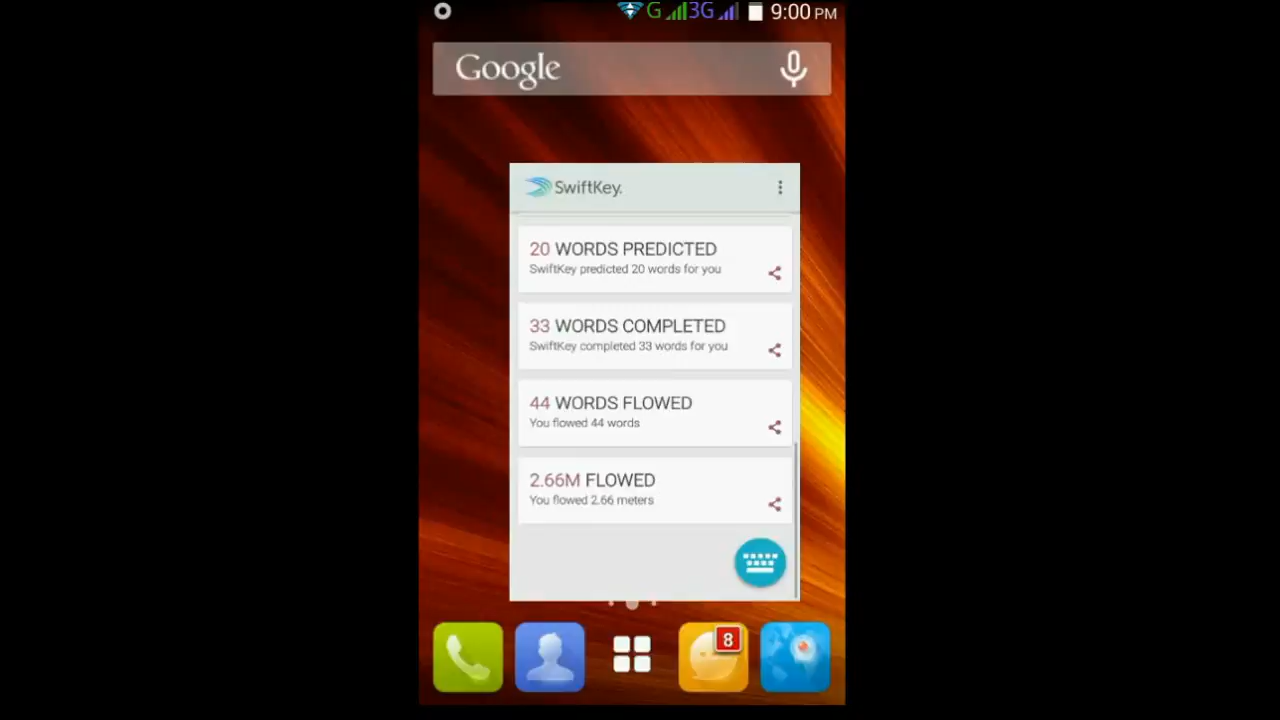 G 3G 9:00 PM
Google
SwiftKey.
20 WORDS PREDICTED
SwiftKey predicted 20 words for you
33 WORDS COMPLETED
SwiftKey completed 33 words for you
44 WORDS FLOWED
You flowed 44 words
2.66M FLOWED
You flowed 2.66 meters
8